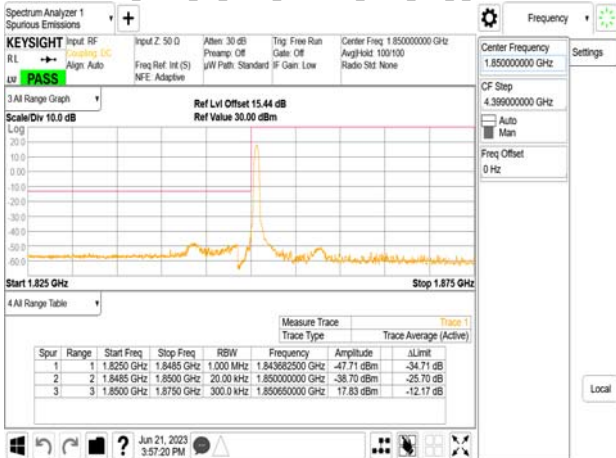 Spectrum Analyzer 1
Spurious Emissions
+
Frequency
KEYSIGHT Input: RF Input Z: 50 Ω Atten: 30 dB Trig: Free Run Center Freq: 1.850000000 GHz
RL Coupling: DC Preamp: Off Gate: Off Avg|Hold: 100/100
Align: Auto Freq Ref: Int (S) µW Path: Standard IF Gain: Low Radio Std: None
NFE: Adaptive
LV PASS
3 All Range Graph
Ref Lvl Offset 15.44 dB
Scale/Div 10.0 dB Ref Value 30.00 dBm
Log
20.0
10.0
0.00
-10.0
-20.0
-30.0
-40.0
-50.0
-60.0
Start 1.825 GHz Stop 1.875 GHz
4 All Range Table
Measure Trace Trace 1
Trace Type Trace Average (Active)
Spur Range Start Freq Stop Freq RBW Frequency Amplitude ΔLimit
1 1 1.8250 GHz 1.8485 GHz 1.000 MHz 1.843682500 GHz -47.71 dBm -34.71 dB
2 2 1.8485 GHz 1.8500 GHz 20.00 kHz 1.850000000 GHz -38.70 dBm -25.70 dB
3 3 1.8500 GHz 1.8750 GHz 300.0 kHz 1.850650000 GHz 17.83 dBm -12.17 dB
?
Jun 21, 2023
3:57:20 PM
Center Frequency
1.850000000 GHz
Settings
CF Step
4.399000000 GHz
Auto
Man
Freq Offset
0 Hz
Local